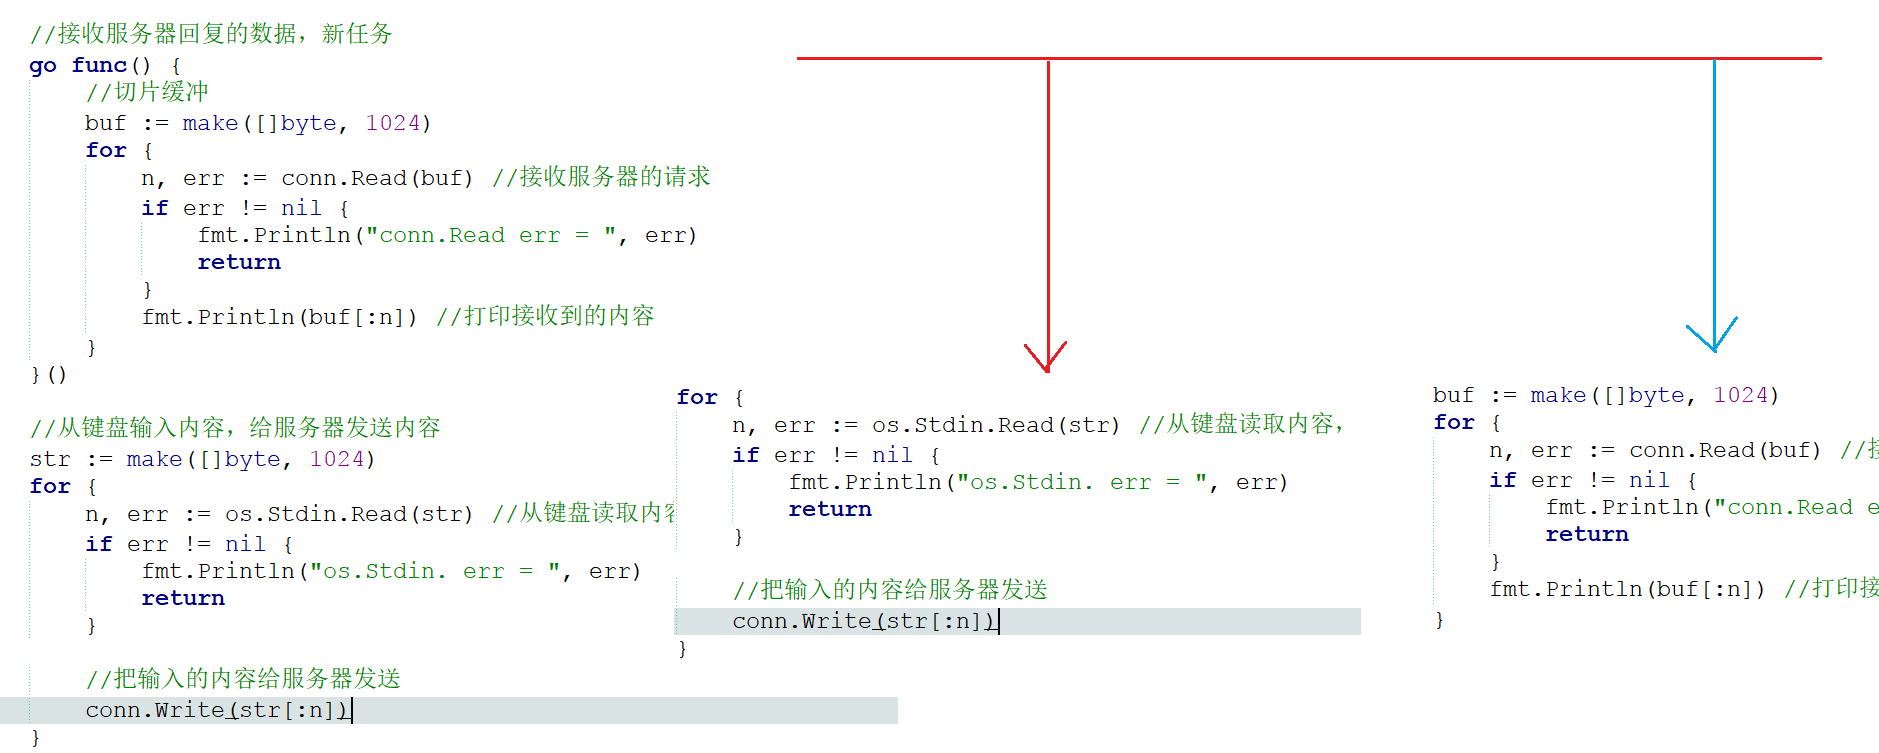 //接收服务器回复的数据，新任务
go func() {
//切片缓冲
buf := make([]byte, 1024)
for {
n, err := conn.Read(buf) //接收服务器的请求
if err != nil {
fmt.Println("conn.Read err = ", err)
return
}
fmt.Println(buf[:n]) //打印接收到的内容
}
}()
//从键盘输入内容，给服务器发送内容
str := make([]byte, 1024)
for {
n, err := os.Stdin.Read(str) //从键盘读取内容
if err != nil {
fmt.Println("os.Stdin. err = ", err)
return
}
//把输入的内容给服务器发送
conn.Write(str[:n])
}
for {
n, err := os.Stdin.Read(str) //从键盘读取内容，
if err != nil {
fmt.Println("os.Stdin. err = ", err)
return
}
//把输入的内容给服务器发送
conn.Write(str[:n])
}
buf := make([]byte, 1024)
for {
n, err := conn.Read(buf) //
if err != nil {
fmt.Println("conn.Read e
return
}
fmt.Println(buf[:n]) //打印接
}